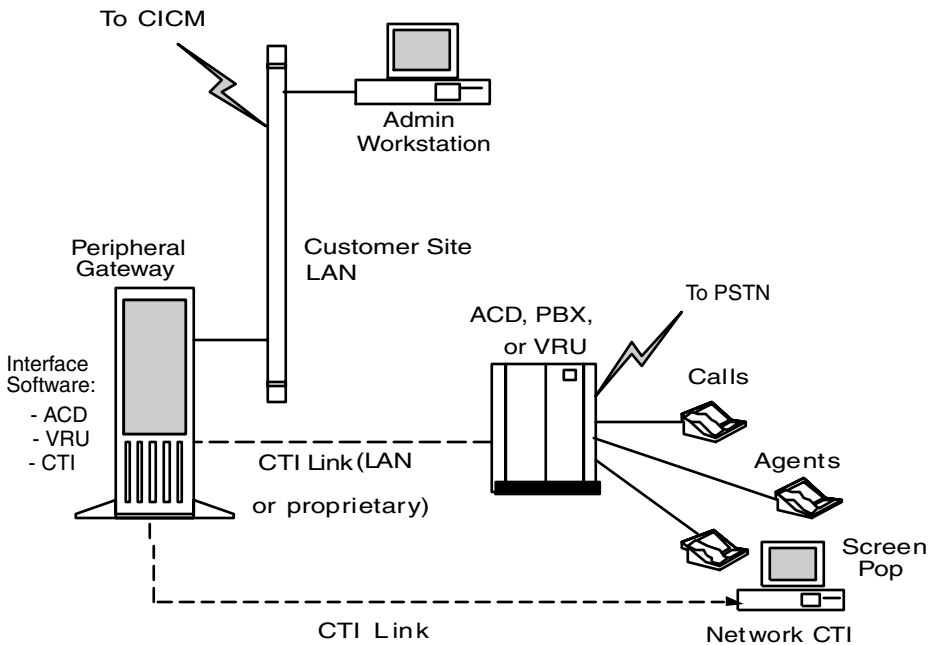 To CICM
Admin
Workstation
Peripheral
Gateway
Customer Site
LAN
To PSTN
ACD, PBX,
or VRU
Interface
Software:
- ACD
- VRU
- CTI
Calls
CTI Link (LAN
or proprietary)
Agents
Screen
Pop
CTI Link
Network CTI